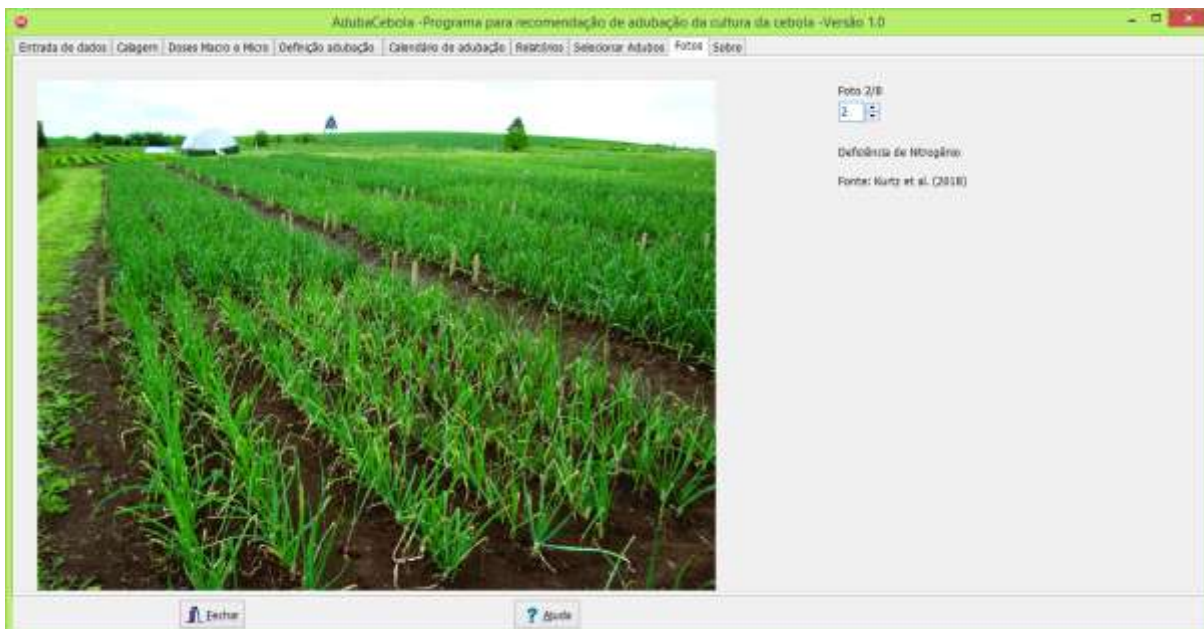 AdubaCebola -Programa para recomendação de adubação da cultura da cebola -Versão 1.0
Entrada de dados Calagem Doses Macro e Micro Definição adubação Calendário de adubação Relatórios Selecionar Adubos Fotos Sobre
Foto 2/8
2
Deficiência de Nitrogênio
Fonte: Kurtz et al. (2018)
Fechar
? Ajuda